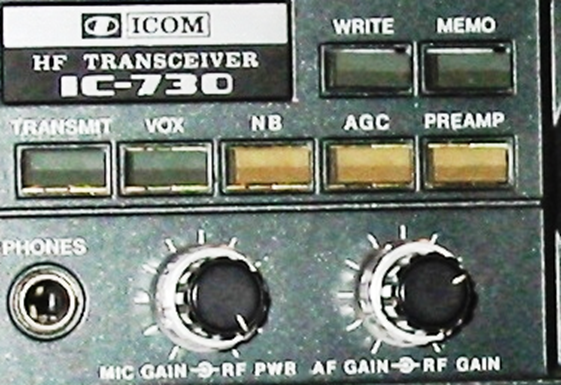 ICOM
HF TRANSCEIVER
IC-730
WRITE MEMO
TRANSMIT VOX NB AGC PREAMP
PHONES
MIC GAIN RF PWR AF GAIN RF GAIN